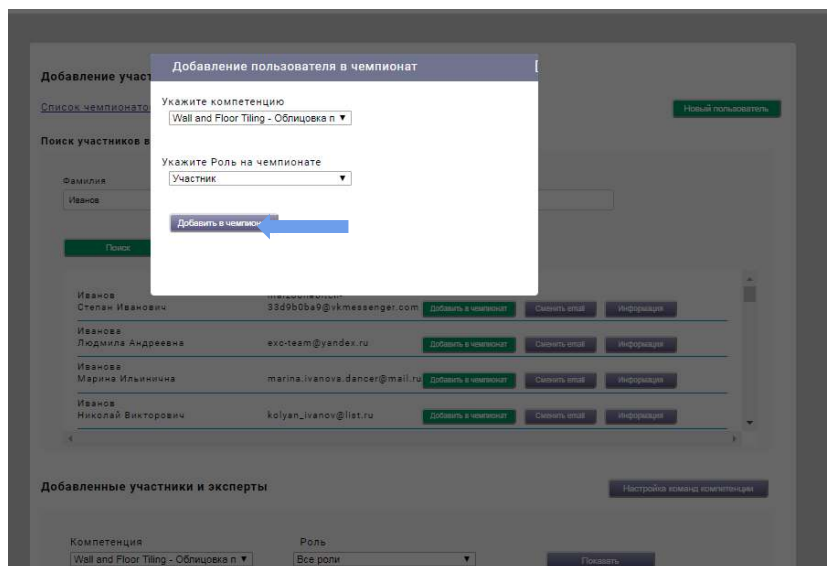 Добавление пользователя в чемпионат [
Добавление участ
Список чемпионато
Укажите компетенцию
Wall and Floor Tiling - Облицовка п
Новый пользователь
Поиск участников в
Укажите Роль на чемпионате
Участник
Фамилия
Иванов
Добавить в чемпион
Поиск
Иванов
Степан Иванович 33d9b0ba9@vkmessenger.com Добавить в чемпионат Сменить email Информация
Иванова
Людмила Андреевна exc-team@yandex.ru Добавить в чемпионат Сменить email Информация
Иванова
Марина Ильинична marina.ivanova.dancer@mail.ru Добавить в чемпионат Сменить email Информация
Иванов
Николай Викторович kolyan_ivanov@list.ru Добавить в чемпионат Сменить email Информация
Добавленные участники и эксперты Настройка команд компетенции
Компетенция Роль
Wall and Floor Tiling - Облицовка п Все роли Показать